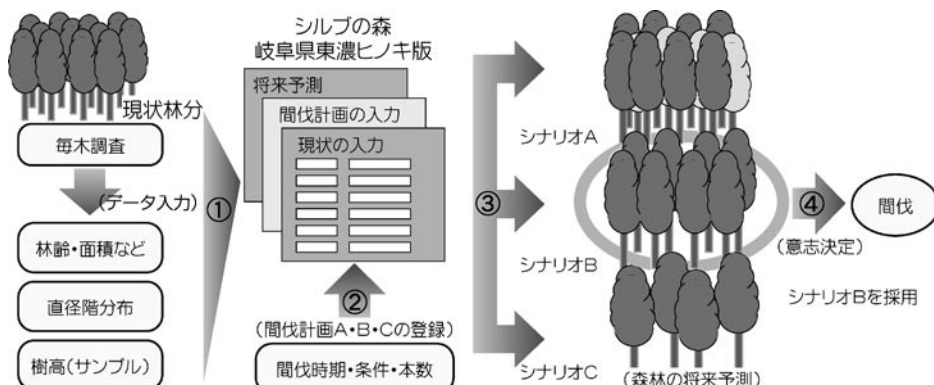 現状林分
毎木調査
(データ入力)
林齢・面積など
直径階分布
樹高(サンプル)
①
シルブの森
岐阜県東濃ヒノキ版
将来予測
間伐計画の入力
現状の入力
②
(間伐計画A・B・Cの登録)
間伐時期・条件・本数
③
シナリオA
シナリオB
シナリオC
(森林の将来予測)
④
(意志決定)
間伐
シナリオBを採用